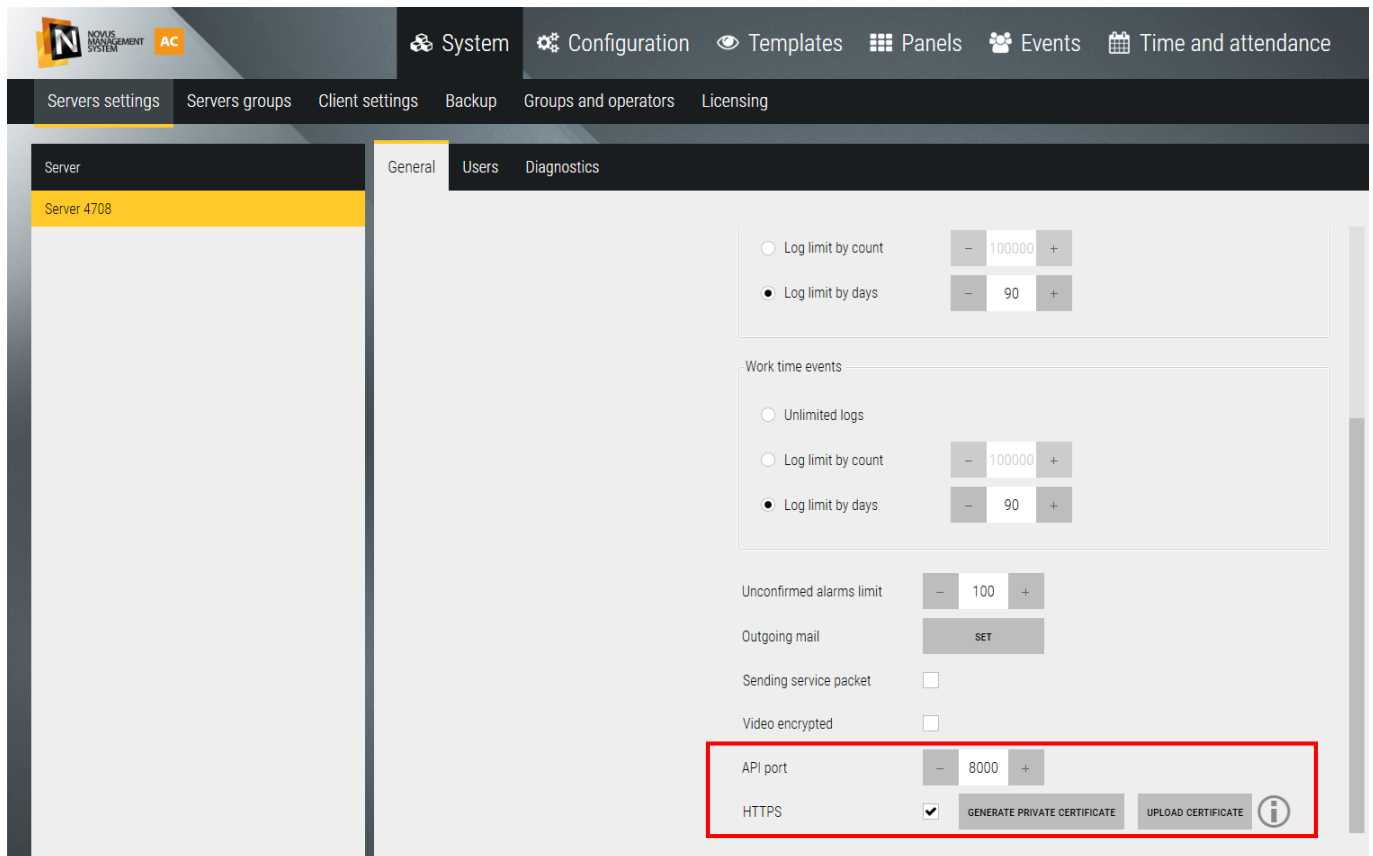 NOVUS
MANAGEMENT
SYSTEM
AC
System Configuration Templates Panels Events Time and attendance
Servers settings Servers groups Client settings Backup Groups and operators Licensing
Server
General Users Diagnostics
Server 4708
Log limit by count - 100000 +
Log limit by days - 90 +
Work time events
Unlimited logs
Log limit by count - 100000 +
Log limit by days - 90 +
Unconfirmed alarms limit - 100 +
Outgoing mail SET
Sending service packet
Video encrypted
API port - 8000 +
HTTPS GENERATE PRIVATE CERTIFICATE UPLOAD CERTIFICATE